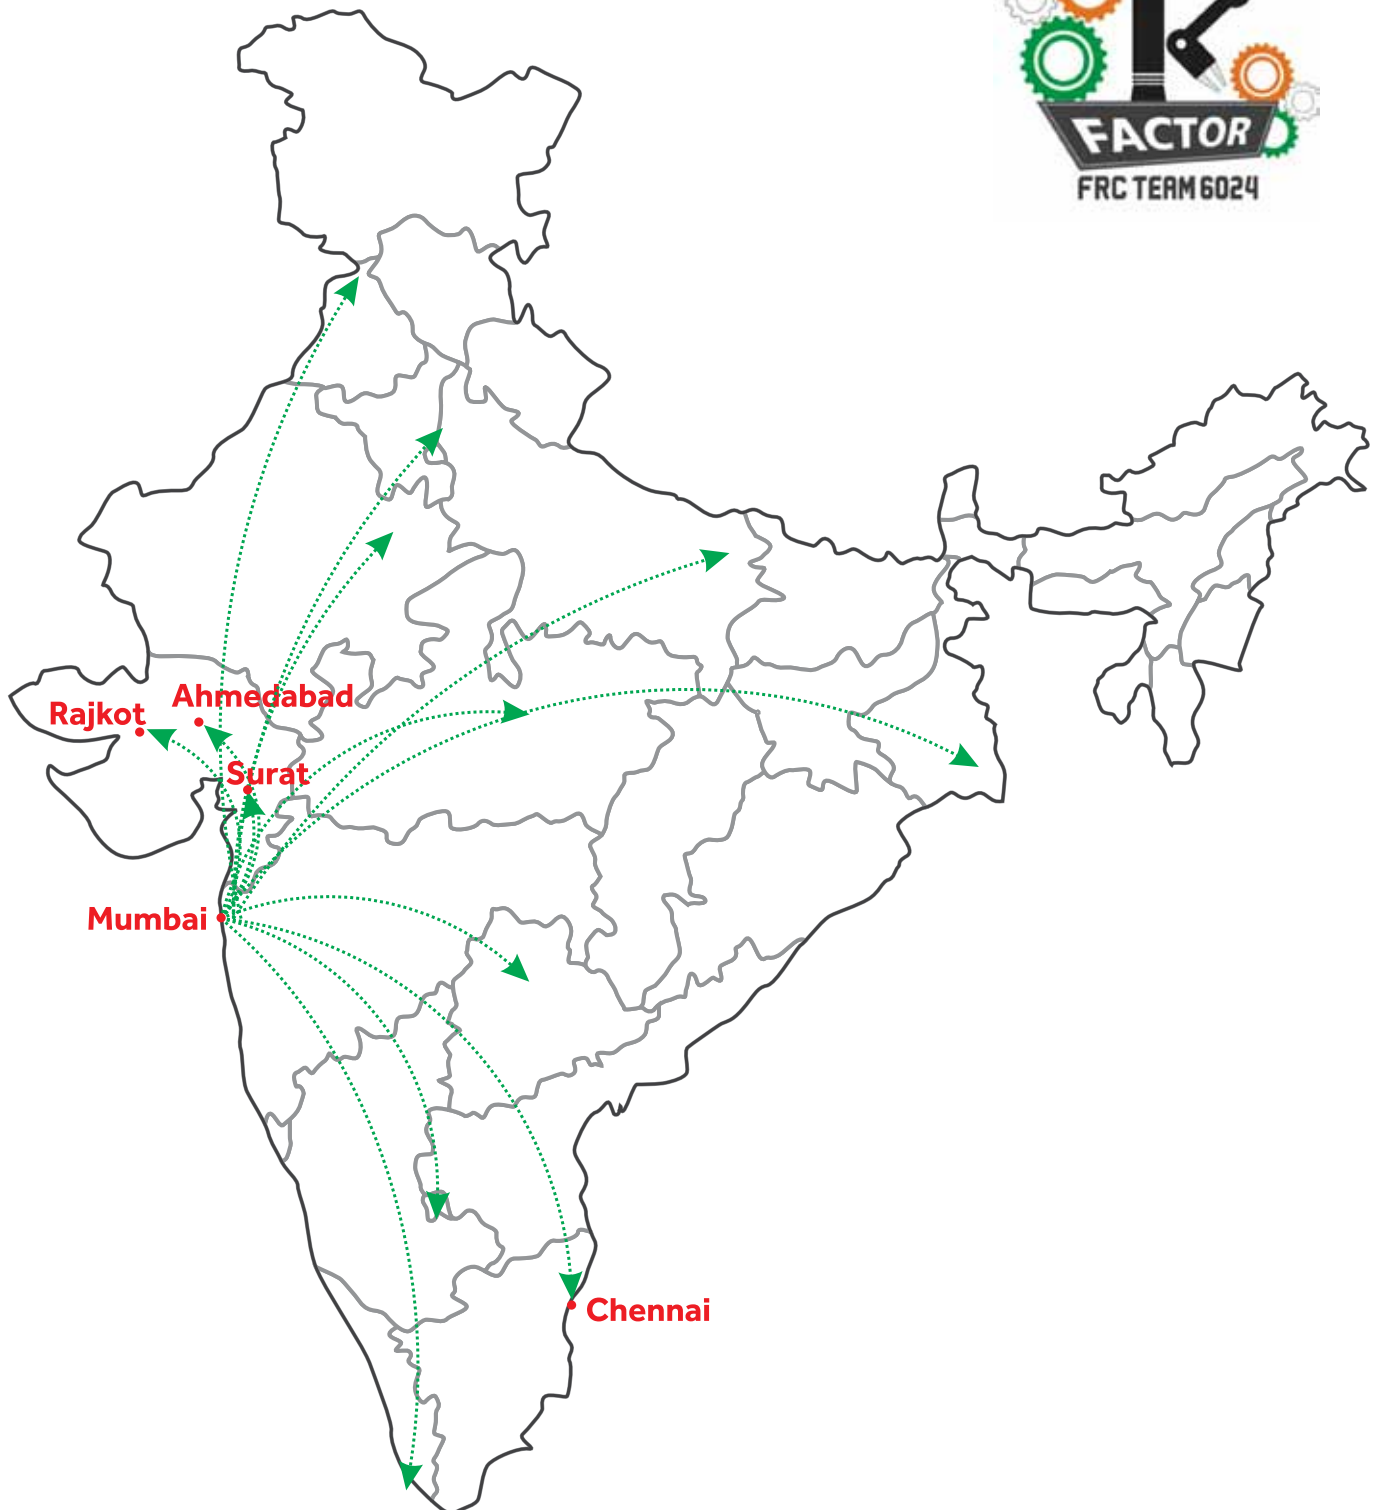 FACTOR
FRC TEAM 6024
Ahmedabad
Rajkot
Surat
Mumbai
Chennai